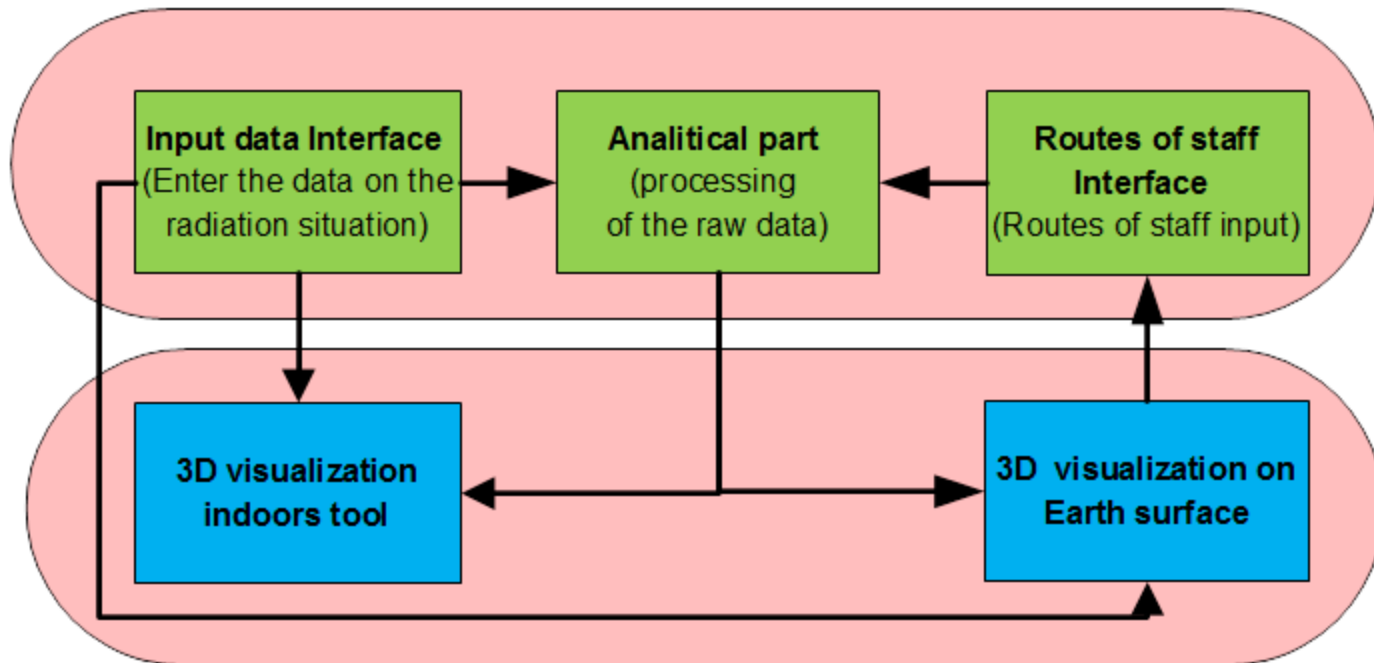 Input data Interface
(Enter the data on the
radiation situation)
Analitical part
(processing
of the raw data)
Routes of staff
Interface
(Routes of staff input)
3D visualization
indoors tool
3D visualization on
Earth surface